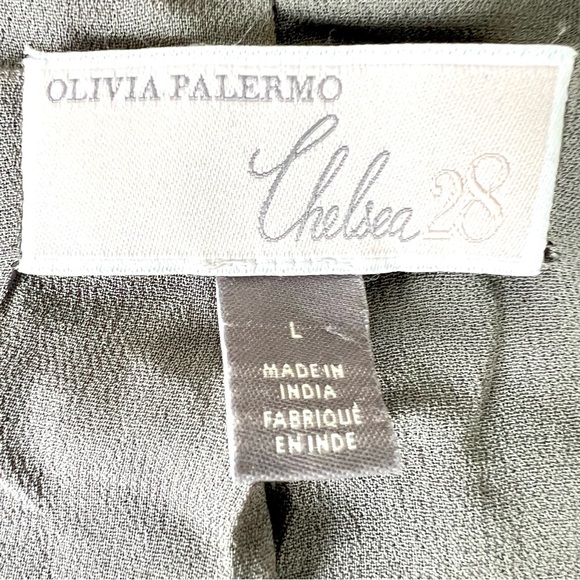 OLIVIA PALERMO
Chelsea28
L
MADE IN
INDIA
FABRIQUÉ
EN INDE